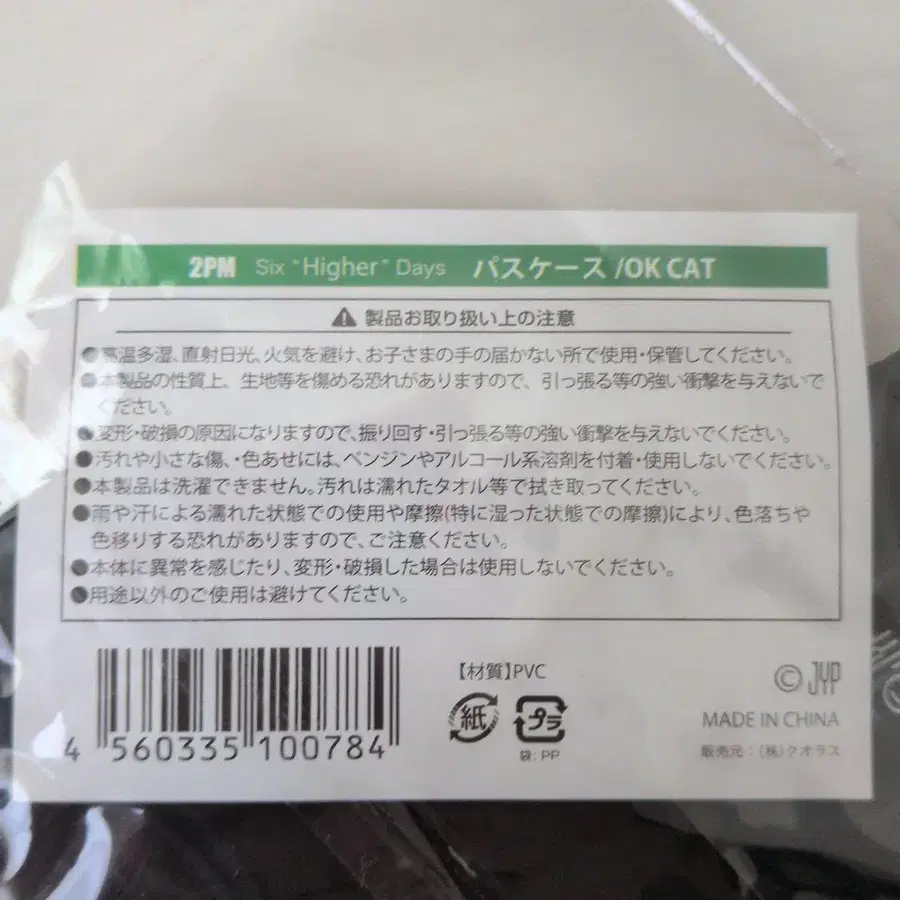 2PM Six "Higher" Days パスケース /OK CAT
⚠ 製品お取り扱い上の注意
●高温多湿、直射日光、火気を避け、お子さまの手の届かない所で使用・保管してください。
●本製品の性質上、生地等を傷める恐れがありますので、引っ張る等の強い衝撃を与えないで
ください。
●変形・破損の原因になりますので、振り回す・引っ張る等の強い衝撃を与えないでください。
●汚れや小さな傷、・色あせには、ベンジンやアルコール系溶剤を付着・使用しないでください。
●本製品は洗濯できません。汚れは濡れたタオル等で拭き取ってください。
●雨や汗による濡れた状態での使用や摩擦(特に湿った状態での摩擦)により、色落ちや
色移りする恐れがありますので、ご注意ください。
●本体に異常を感じたり、変形・破損した場合は使用しないでください。
●用途以外のご使用は避けてください。
4 560335 100784
【材質】PVC
紙 プラ
袋:PP
© JYP
MADE IN CHINA
販売元:(株)クオラス